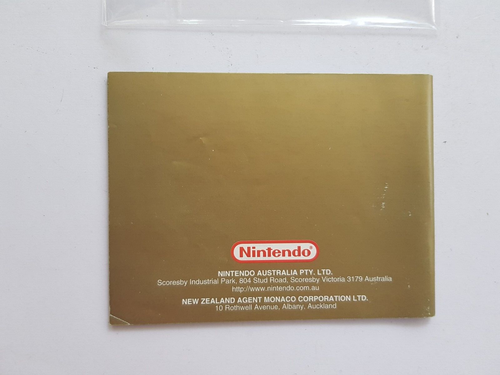 Nintendo
NINTENDO AUSTRALIA PTY. LTD.
Scoresby Industrial Park, 804 Stud Road, Scoresby Victoria 3179 Australia
http://www.nintendo.com.au
NEW ZEALAND AGENT MONACO CORPORATION LTD.
10 Rothwell Avenue, Albany, Auckland